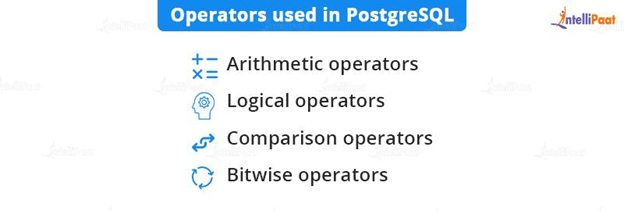 Operators used in PostgreSQL
IntelliPaat
Arithmetic operators
Logical operators
Comparison operators
Bitwise operators